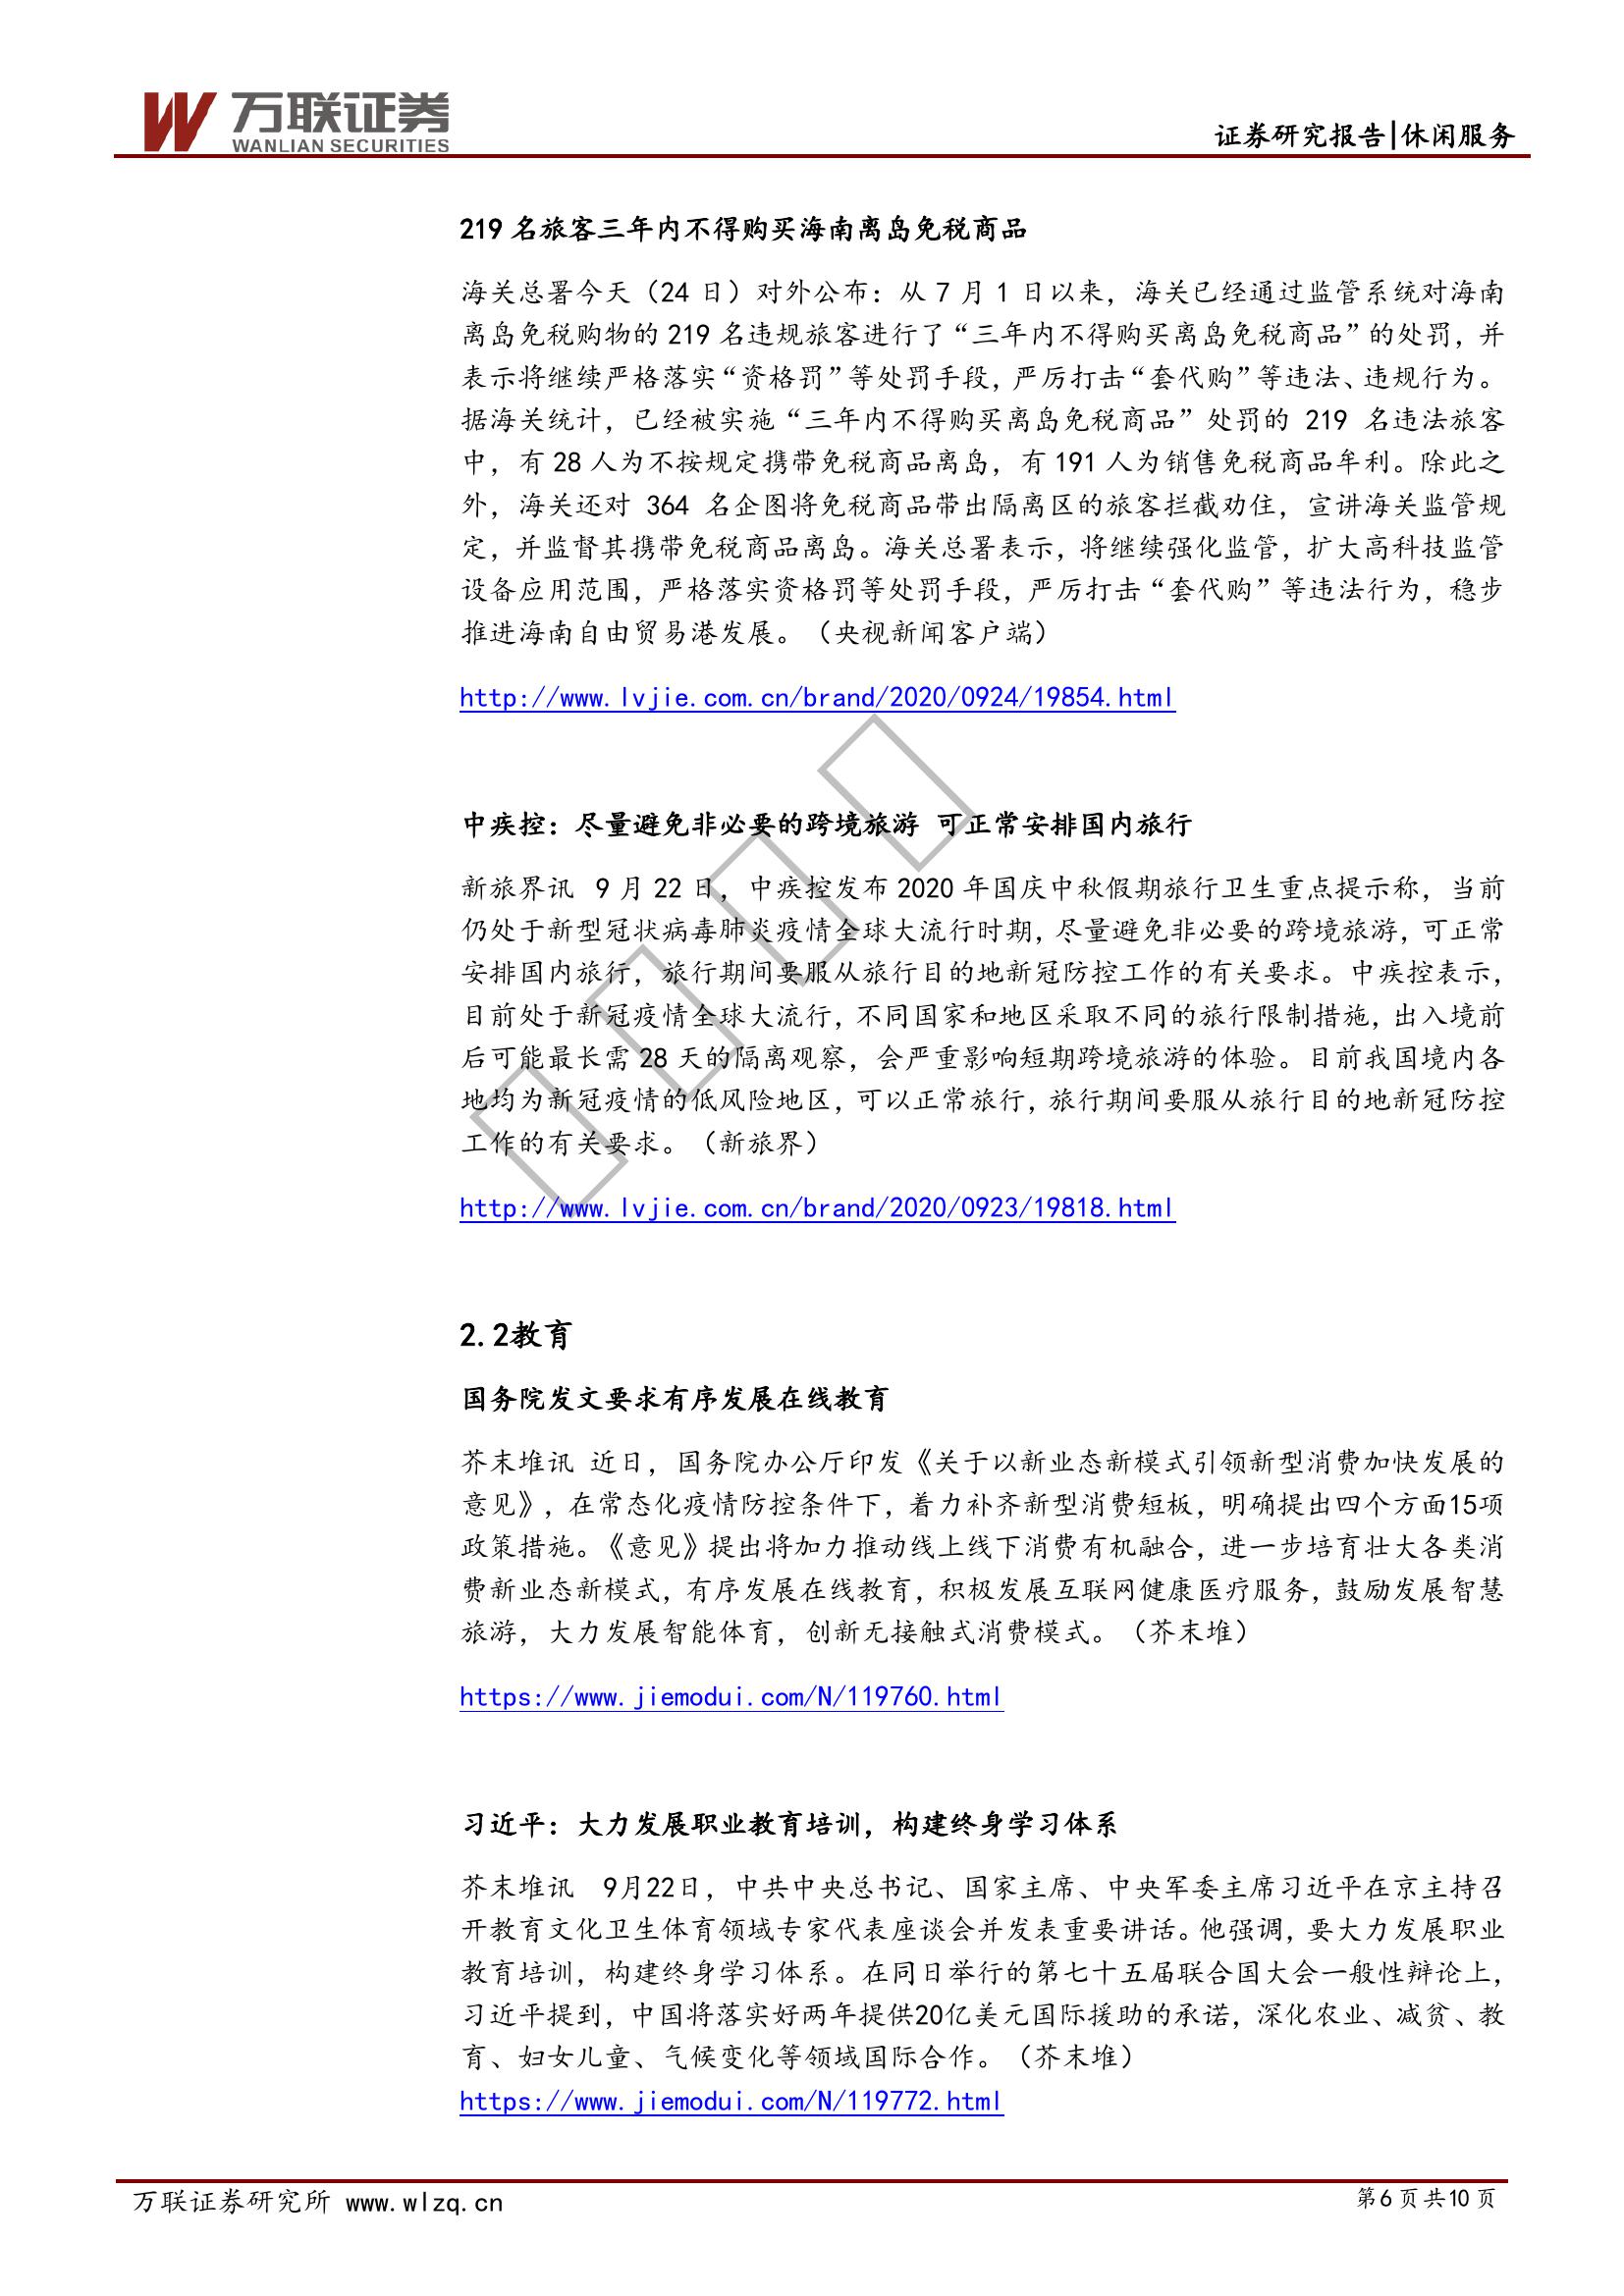 万联证券
WANLIAN SECURITIES
证券研究报告|休闲服务
219 名旅客三年内不得购买海南离岛免税商品
海关总署今天（24 日）对外公布：从 7 月 1 日以来，海关已经通过监管系统对海南
离岛免税购物的 219 名违规旅客进行了“三年内不得购买离岛免税商品”的处罚，并
表示将继续严格落实“资格罚”等处罚手段，严厉打击“套代购”等违法、违规行为。
据海关统计，已经被实施“三年内不得购买离岛免税商品”处罚的 219 名违法旅客
中，有 28 人为不按规定携带免税商品离岛，有 191 人为销售免税商品牟利。除此之
外，海关还对 364 名企图将免税商品带出隔离区的旅客拦截劝住，宣讲海关监管规
定，并监督其携带免税商品离岛。海关总署表示，将继续强化监管，扩大高科技监管
设备应用范围，严格落实资格罚等处罚手段，严厉打击“套代购”等违法行为，稳步
推进海南自由贸易港发展。（央视新闻客户端）
http://www.lvjie.com.cn/brand/2020/0924/19854.html
中疾控：尽量避免非必要的跨境旅游 可正常安排国内旅行
新旅界讯 9 月 22 日，中疾控发布 2020 年国庆中秋假期旅行卫生重点提示称，当前
仍处于新型冠状病毒肺炎疫情全球大流行时期，尽量避免非必要的跨境旅游，可正常
安排国内旅行，旅行期间要服从旅行目的地新冠防控工作的有关要求。中疾控表示，
目前处于新冠疫情全球大流行，不同国家和地区采取不同的旅行限制措施，出入境前
后可能最长需 28 天的隔离观察，会严重影响短期跨境旅游的体验。目前我国境内各
地均为新冠疫情的低风险地区，可以正常旅行，旅行期间要服从旅行目的地新冠防控
工作的有关要求。（新旅界）
http://www.lvjie.com.cn/brand/2020/0923/19818.html
2.2教育
国务院发文要求有序发展在线教育
芥末堆讯 近日，国务院办公厅印发《关于以新业态新模式引领新型消费加快发展的
意见》，在常态化疫情防控条件下，着力补齐新型消费短板，明确提出四个方面15项
政策措施。《意见》提出将加力推动线上线下消费有机融合，进一步培育壮大各类消
费新业态新模式，有序发展在线教育，积极发展互联网健康医疗服务，鼓励发展智慧
旅游，大力发展智能体育，创新无接触式消费模式。（芥末堆）
https://www.jiemodui.com/N/119760.html
习近平：大力发展职业教育培训，构建终身学习体系
芥末堆讯 9月22日，中共中央总书记、国家主席、中央军委主席习近平在京主持召
开教育文化卫生体育领域专家代表座谈会并发表重要讲话。他强调，要大力发展职业
教育培训，构建终身学习体系。在同日举行的第七十五届联合国大会一般性辩论上，
习近平提到，中国将落实好两年提供20亿美元国际援助的承诺，深化农业、减贫、教
育、妇女儿童、气候变化等领域国际合作。（芥末堆）
https://www.jiemodui.com/N/119772.html
万联证券研究所 www.wlzq.cn
第 6 页 共 10 页